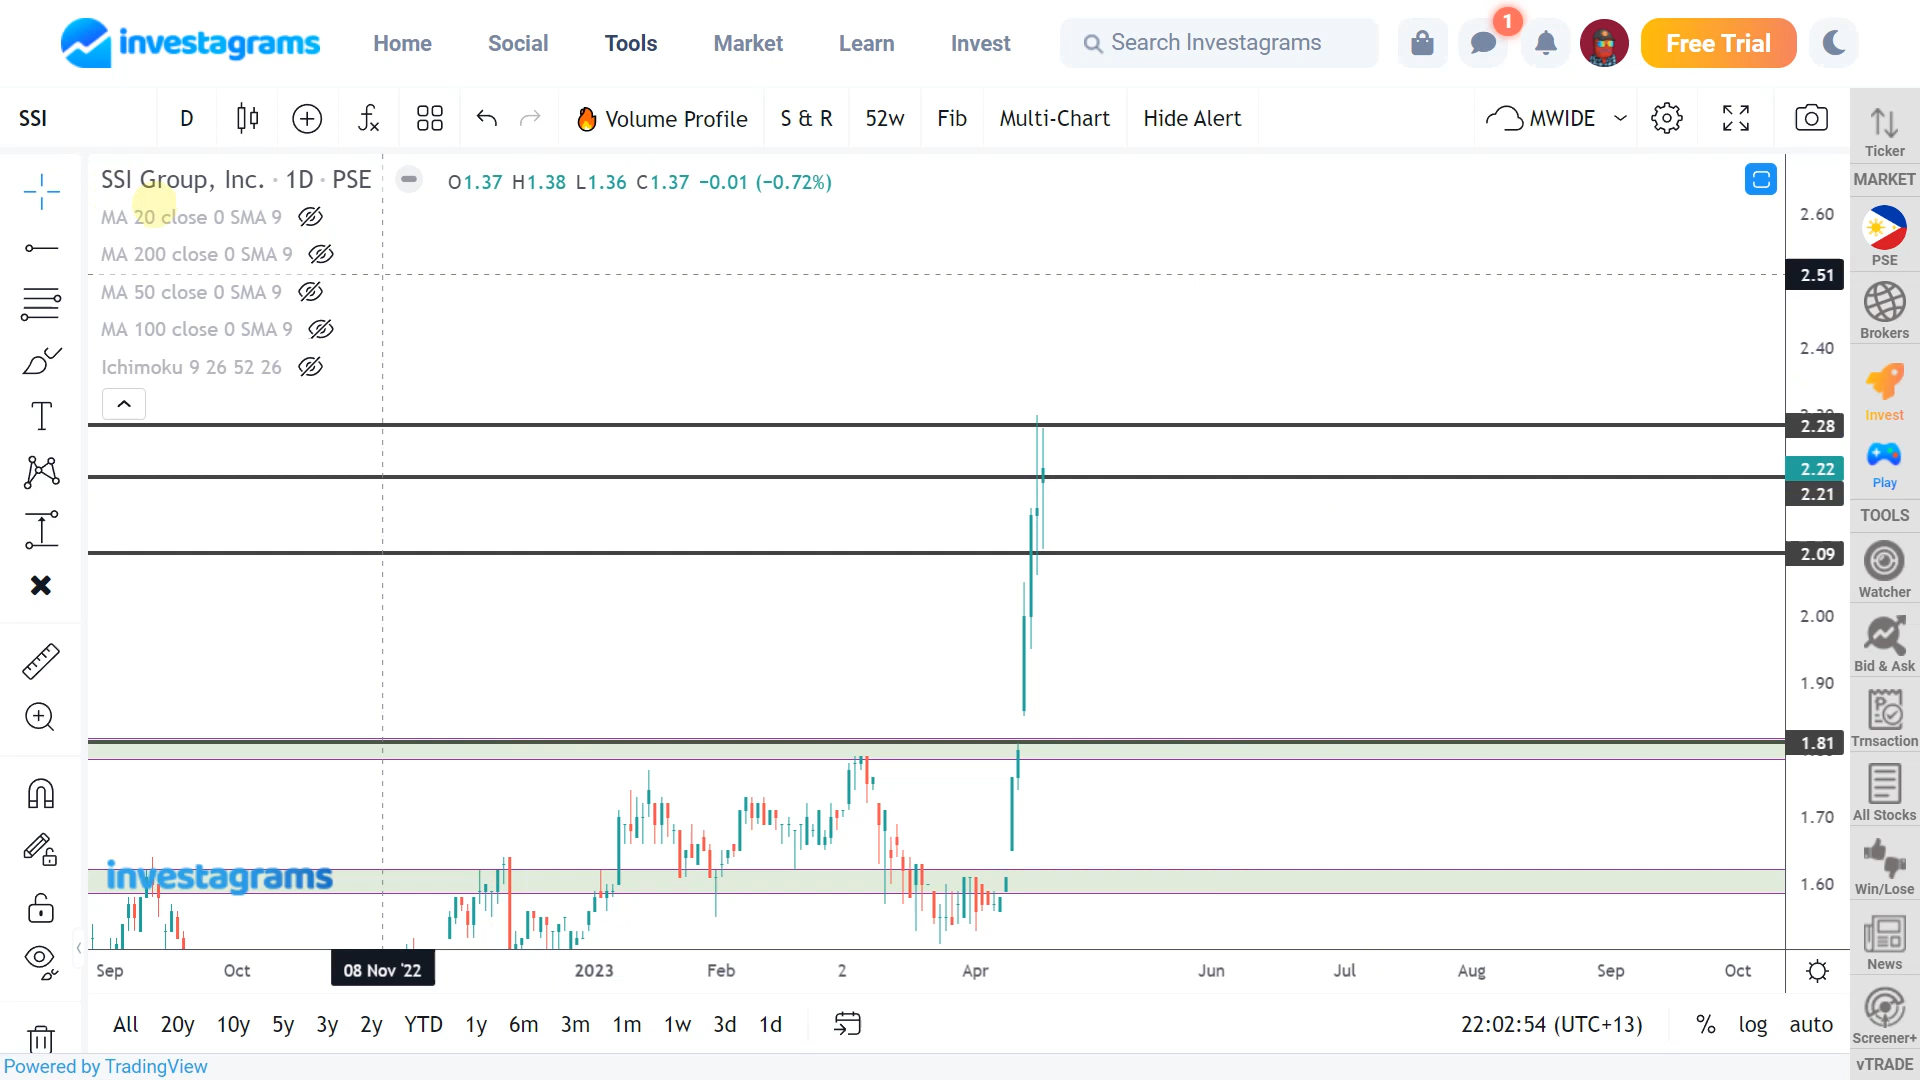 investagrams
Home
Social
Tools
Market
Learn
Invest
Search Investagrams
1
Free Trial
SSI
D
Volume Profile
S & R
52w
Fib
Multi-Chart
Hide Alert
MWIDE
SSI Group, Inc. · 1D · PSE
O1.37 H1.38 L1.36 C1.37 −0.01 (−0.72%)
MA 20 close 0 SMA 9
MA 200 close 0 SMA 9
MA 50 close 0 SMA 9
MA 100 close 0 SMA 9
Ichimoku 9 26 52 26
T
2.60
2.51
2.40
2.28
2.22
2.21
2.09
2.00
1.90
1.81
1.70
1.60
investagrams
Sep
Oct
08 Nov '22
2023
Feb
2
Apr
Jun
Jul
Aug
Sep
Oct
All
20y
10y
5y
3y
2y
YTD
1y
6m
3m
1m
1w
3d
1d
22:02:54 (UTC+13)
%
log
auto
Powered by TradingView
Ticker
MARKET
PSE
Brokers
Invest
Play
TOOLS
Watcher
Bid & Ask
Trnsaction
All Stocks
Win/Lose
News
Screener+
vTRADE